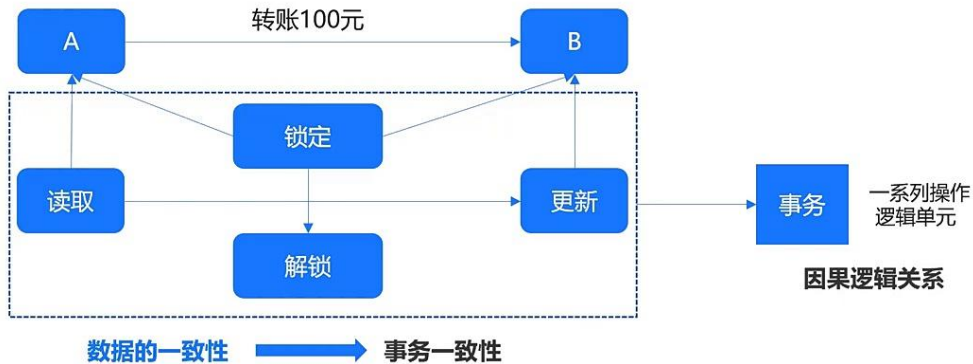 转账100元
A
B
锁定
读取
更新
解锁
事务
一系列操作
逻辑单元
因果逻辑关系
数据的一致性
事务一致性